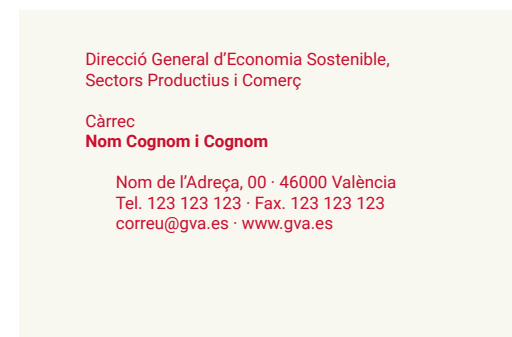 Direcció General d’Economia Sostenible,
Sectors Productius i Comerç
Càrrec
Nom Cognom i Cognom
Nom de l’Adreça, 00 · 46000 València
Tel. 123 123 123 · Fax. 123 123 123
correu@gva.es · www.gva.es